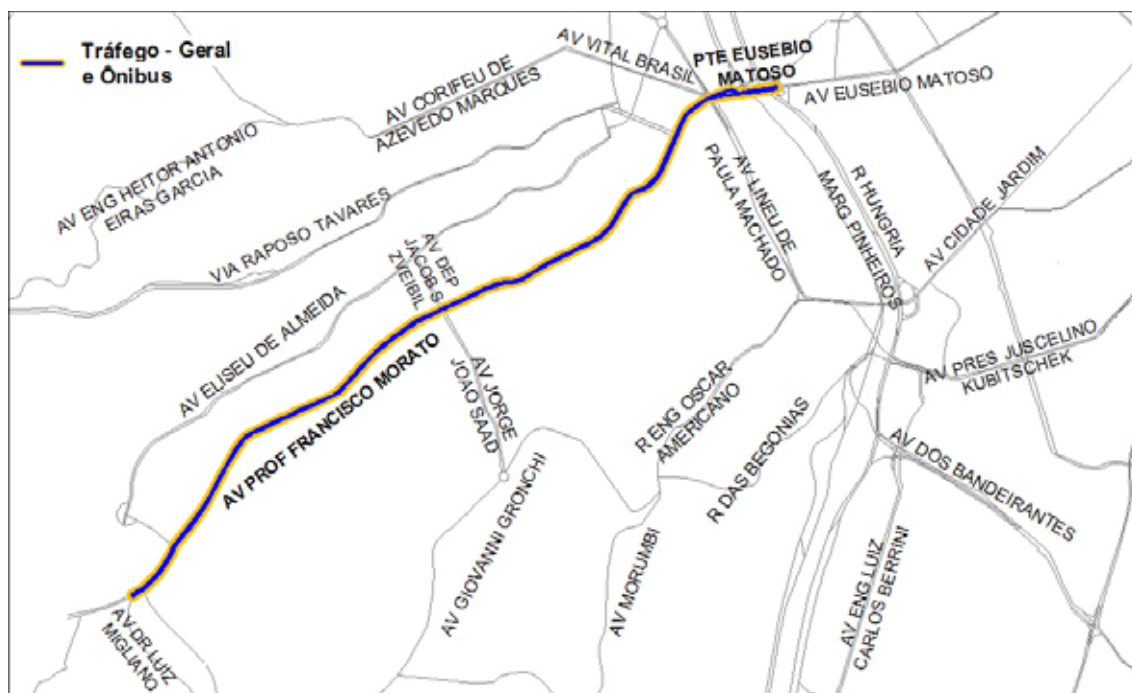 Tráfego - Geral
e Ônibus
AV VITAL BRASIL
PTE EUSEBIO
MATOSO
AV EUSEBIO MATOSO
AV CORIFEU DE
AZEVEDO MARQUES
AV ENG HEITOR ANTONIO
EIRAS GARCIA
VIA RAPOSO TAVARES
AV LINEU DE
PAULA MACHADO
R HUNGRIA
MARG PINHEIROS
AV CIDADE JARDIM
AV DEP
JACOB S
ZVEIBIL
AV ELISEU DE ALMEIDA
AV PROF FRANCISCO MORATO
AV JORGE
JOAO SAAD
AV PRES JUSCELINO
KUBITSCHEK
R ENG OSCAR
AMERICANO
R DAS BEGONIAS
AV DOS BANDEIRANTES
AV GIOVANNI GRONCHI
AV MORUMBI
AV ENG LUIZ
CARLOS BERRINI
AV DR LUIZ
MIGLIANO